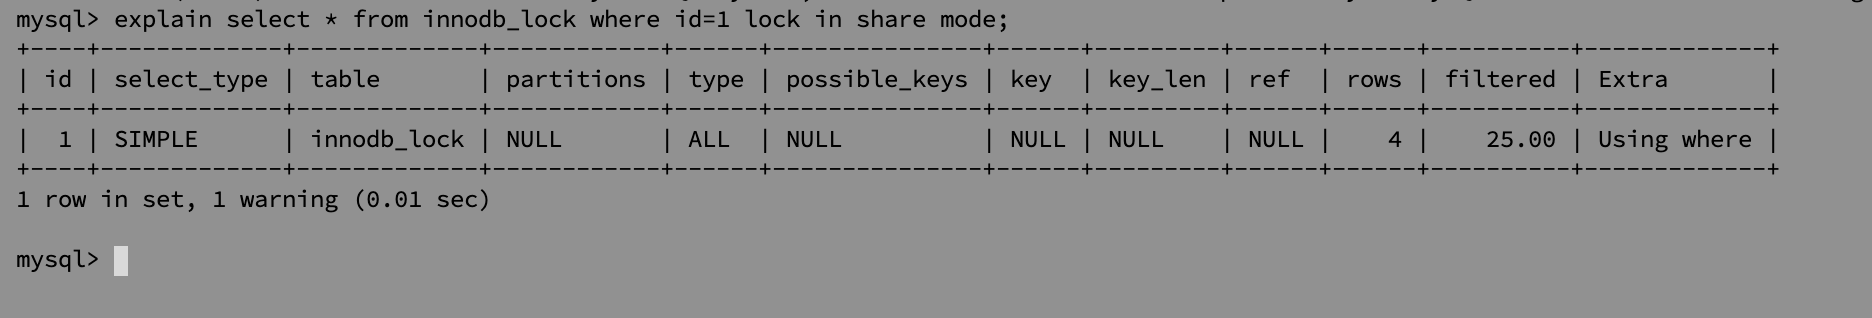 mysql> explain select * from innodb_lock where id=1 lock in share mode;
+----+-------------+-------------+------------+------+---------------+------+---------+------+------+----------+-------------+
| id | select_type | table       | partitions | type | possible_keys | key  | key_len | ref  | rows | filtered | Extra       |
+----+-------------+-------------+------------+------+---------------+------+---------+------+------+----------+-------------+
|  1 | SIMPLE      | innodb_lock | NULL       | ALL  | NULL          | NULL | NULL    | NULL |    4 |    25.00 | Using where |
+----+-------------+-------------+------------+------+---------------+------+---------+------+------+----------+-------------+
1 row in set, 1 warning (0.01 sec)
mysql>